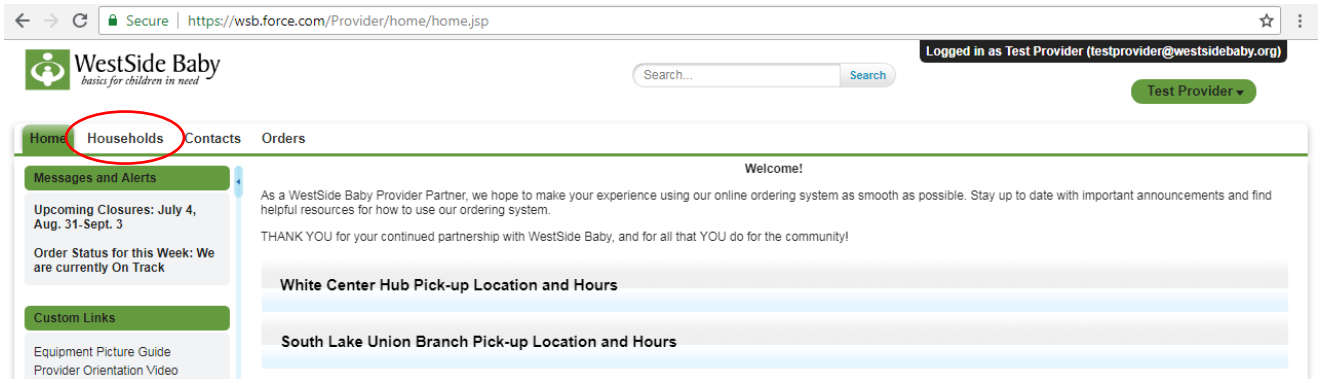 Secure | https://wsb.force.com/Provider/home/home.jsp
WestSide Baby
basics for children in need
Search...
Search
Logged in as Test Provider (testprovider@westsidebaby.org)
Test Provider
Home Households Contacts Orders
Messages and Alerts
Upcoming Closures: July 4,
Aug. 31-Sept. 3
Order Status for this Week: We
are currently On Track
Custom Links
Equipment Picture Guide
Provider Orientation Video
Welcome!
As a WestSide Baby Provider Partner, we hope to make your experience using our online ordering system as smooth as possible. Stay up to date with important announcements and find
helpful resources for how to use our ordering system.
THANK YOU for your continued partnership with WestSide Baby, and for all that YOU do for the community!
White Center Hub Pick-up Location and Hours
South Lake Union Branch Pick-up Location and Hours